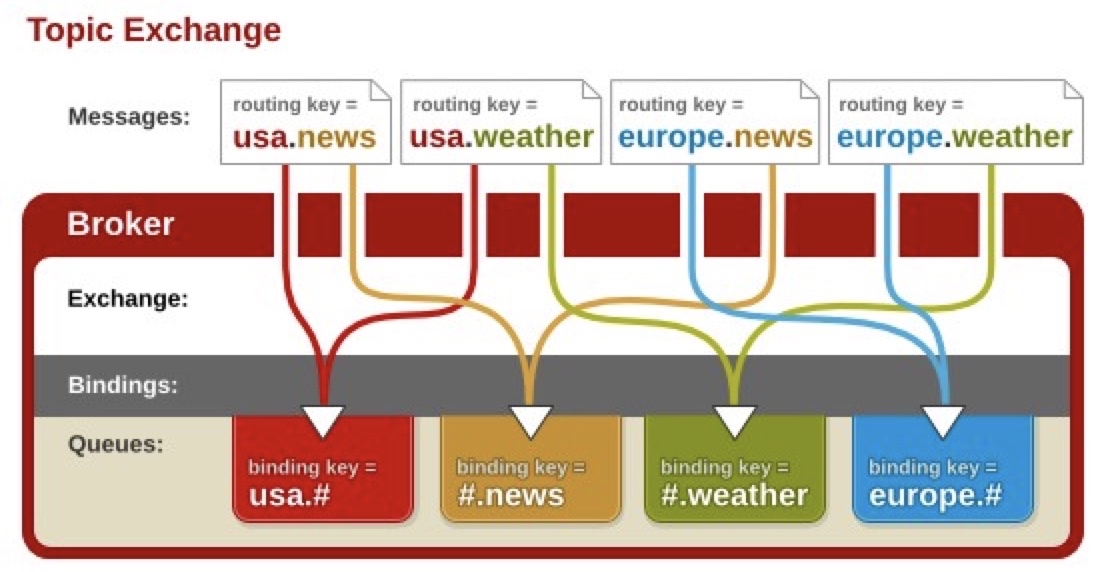 Topic Exchange
Messages:
routing key =
usa.news
routing key =
usa.weather
routing key =
europe.news
routing key =
europe.weather
Broker
Exchange:
Bindings:
Queues:
binding key =
usa.#
binding key =
#.news
binding key =
#.weather
binding key =
europe.#